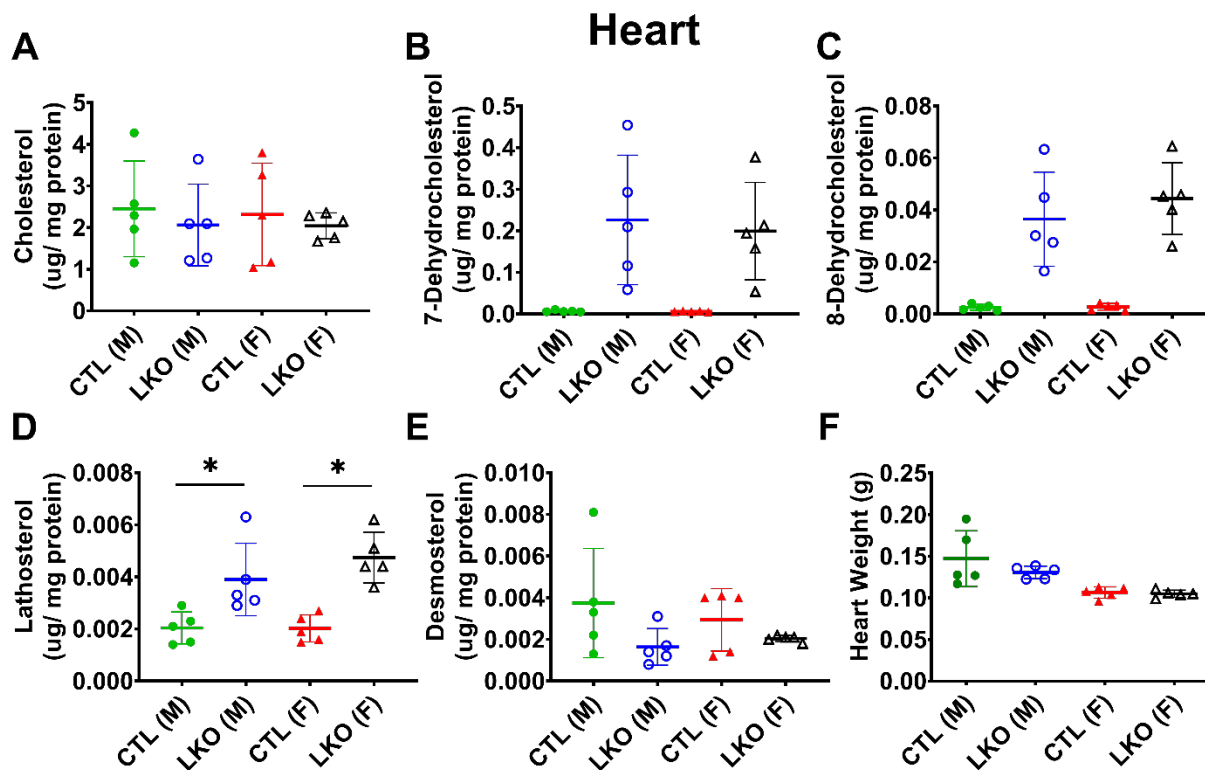 Heart
A
Cholesterol
(ug/ mg protein)
5
4
3
2
1
0
CTL (M)
LKO (M)
CTL (F)
LKO (F)
B
7-Dehydrocholesterol
(ug/ mg protein)
0.5
0.4
0.3
0.2
0.1
0.0
CTL (M)
LKO (M)
CTL (F)
LKO (F)
C
8-Dehydrocholesterol
(ug/ mg protein)
0.08
0.06
0.04
0.02
0.00
CTL (M)
LKO (M)
CTL (F)
LKO (F)
D
Lathosterol
(ug/ mg protein)
0.008
0.006
0.004
0.002
0.000
*
*
CTL (M)
LKO (M)
CTL (F)
LKO (F)
E
Desmosterol
(ug/ mg protein)
0.010
0.008
0.006
0.004
0.002
0.000
CTL (M)
LKO (M)
CTL (F)
LKO (F)
F
Heart Weight (g)
0.25
0.20
0.15
0.10
0.05
0.00
CTL (M)
LKO (M)
CTL (F)
LKO (F)